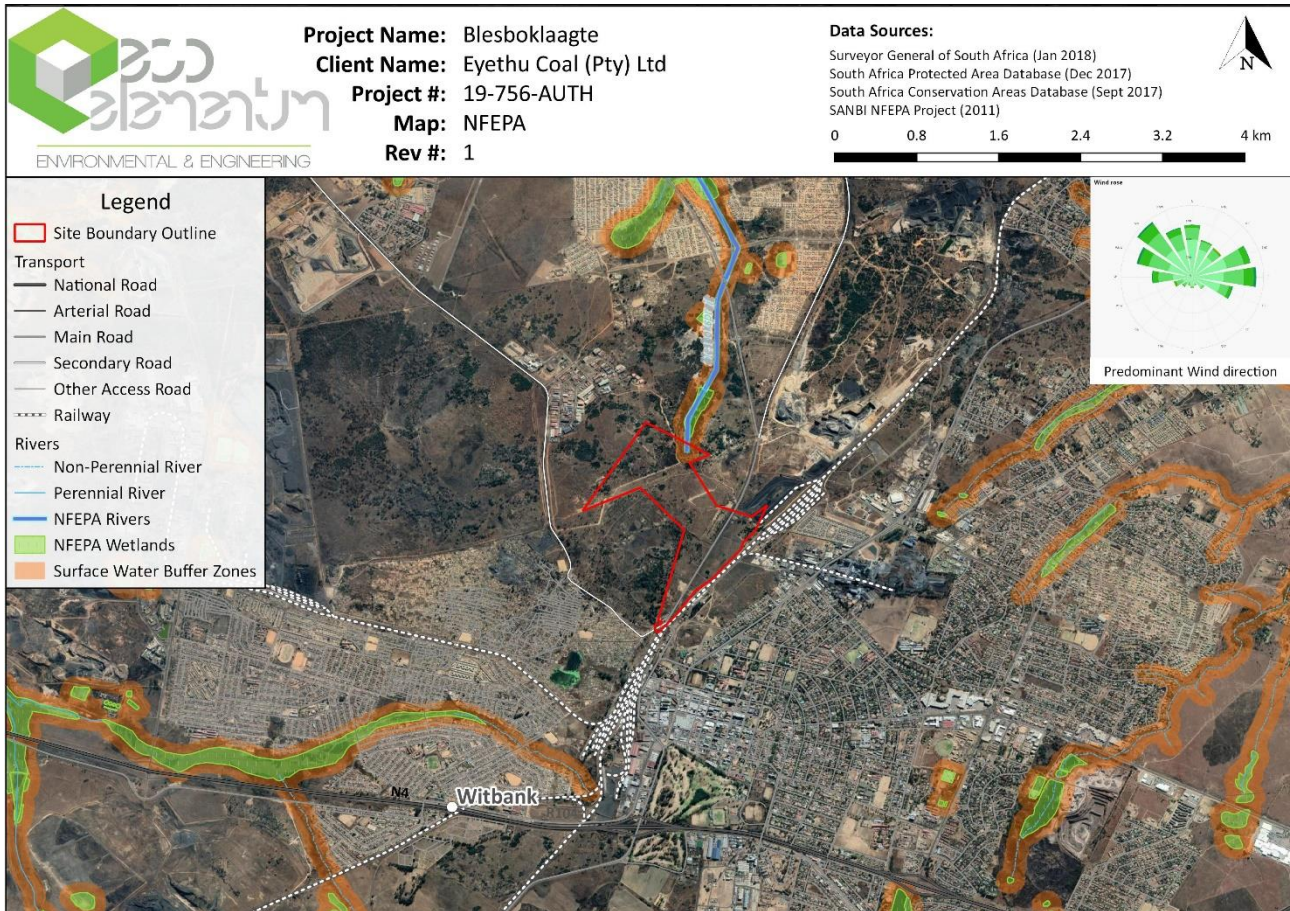 eco
elementum
ENVIRONMENTAL & ENGINEERING
Project Name: Blesboklaagte
Client Name: Eyethu Coal (Pty) Ltd
Project #: 19-756-AUTH
Map: NFEPA
Rev #: 1
Data Sources:
Surveyor General of South Africa (Jan 2018)
South Africa Protected Area Database (Dec 2017)
South Africa Conservation Areas Database (Sept 2017)
SANBI NFEPA Project (2011)
N
0 0.8 1.6 2.4 3.2 4 km
Legend
Site Boundary Outline
Transport
National Road
Arterial Road
Main Road
Secondary Road
Other Access Road
Railway
Rivers
Non-Perennial River
Perennial River
NFEPA Rivers
NFEPA Wetlands
Surface Water Buffer Zones
Wind rose
Predominant Wind direction
N4
Witbank